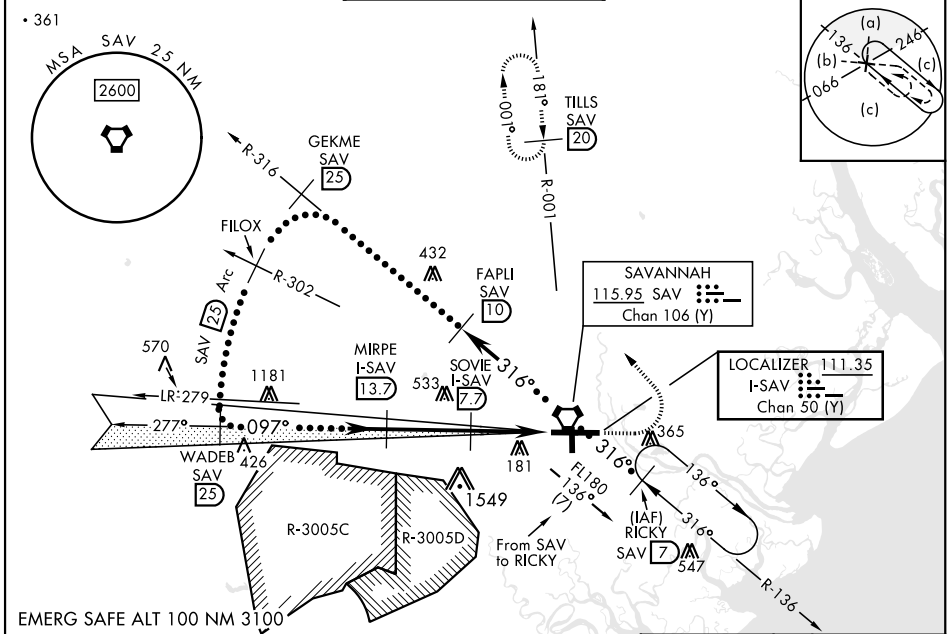 • 361
MSA SAV 25 NM
2600
181°
001°
TILLS
SAV
20
R-001
136
(a)
246
(b)
(c)
066
(c)
GEKME
SAV
25
R-316
FILOX
R-302
SAV 25 Arc
432
FAPLI
SAV
10
316°
SAVANNAH
115.95 SAV
Chan 106 (Y)
570
1181
LR-279
277°
097°
MIRPE
I-SAV
13.7
533
SOVIE
I-SAV
7.7
LOCALIZER 111.35
I-SAV
Chan 50 (Y)
WADEB
SAV
25
426
181
365
316°
136°
316°
FL180
136°
(7)
(IAF)
RICKY
SAV 7
547
From SAV
to RICKY
R-136
1549
R-3005C
R-3005D
EMERG SAFE ALT 100 NM 3100